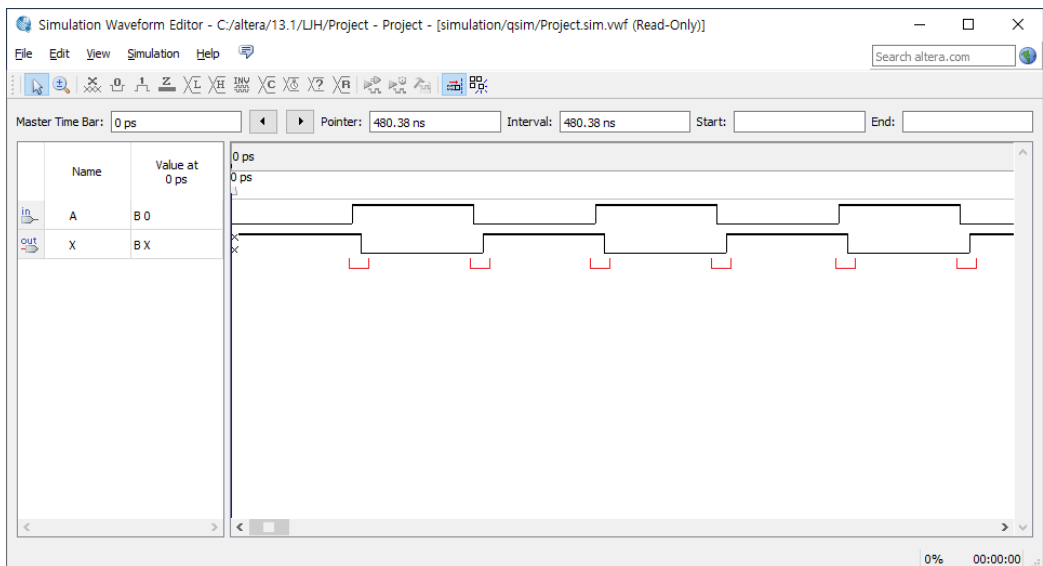 Simulation Waveform Editor - C:/altera/13.1/LJH/Project - Project - [simulation/qsim/Project.sim.vwf (Read-Only)]
File Edit View Simulation Help
Search altera.com
Master Time Bar: 0 ps Pointer: 480.38 ns Interval: 480.38 ns Start: End:
Name Value at 0 ps
0 ps
0 ps
in A B 0
out X B X
0% 00:00:00